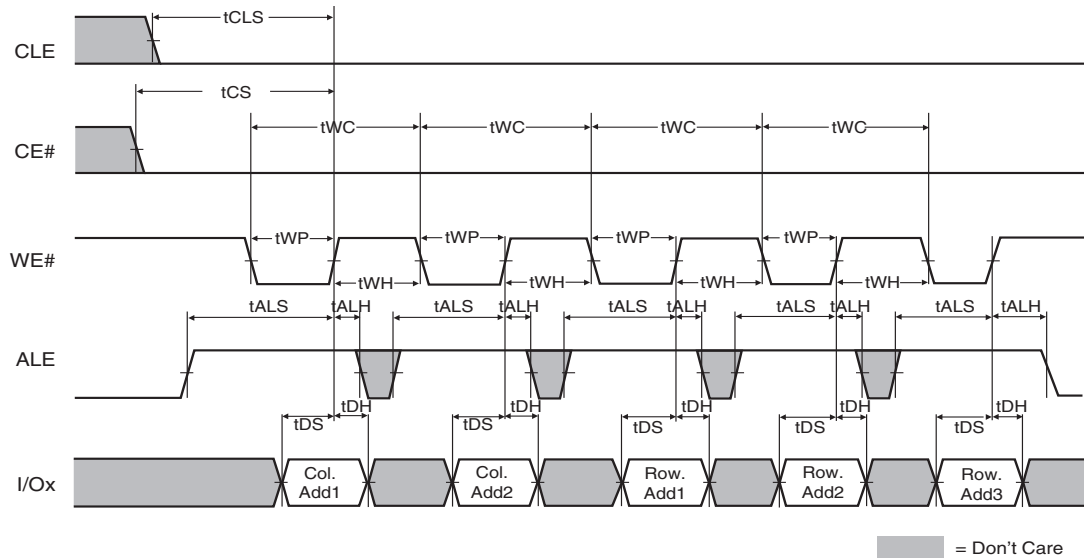 tCLS
CLE
tCS
tWC tWC tWC tWC
CE#
tWP tWP tWP tWP
WE#
tWH tWH tWH tWH
tALS tALH tALS tALH tALS tALH tALS tALH tALS tALH
ALE
tDH tDH tDH tDH tDH
tDS tDS tDS tDS tDS
I/Ox
Col. Add1
Col. Add2
Row. Add1
Row. Add2
Row. Add3
= Don't Care